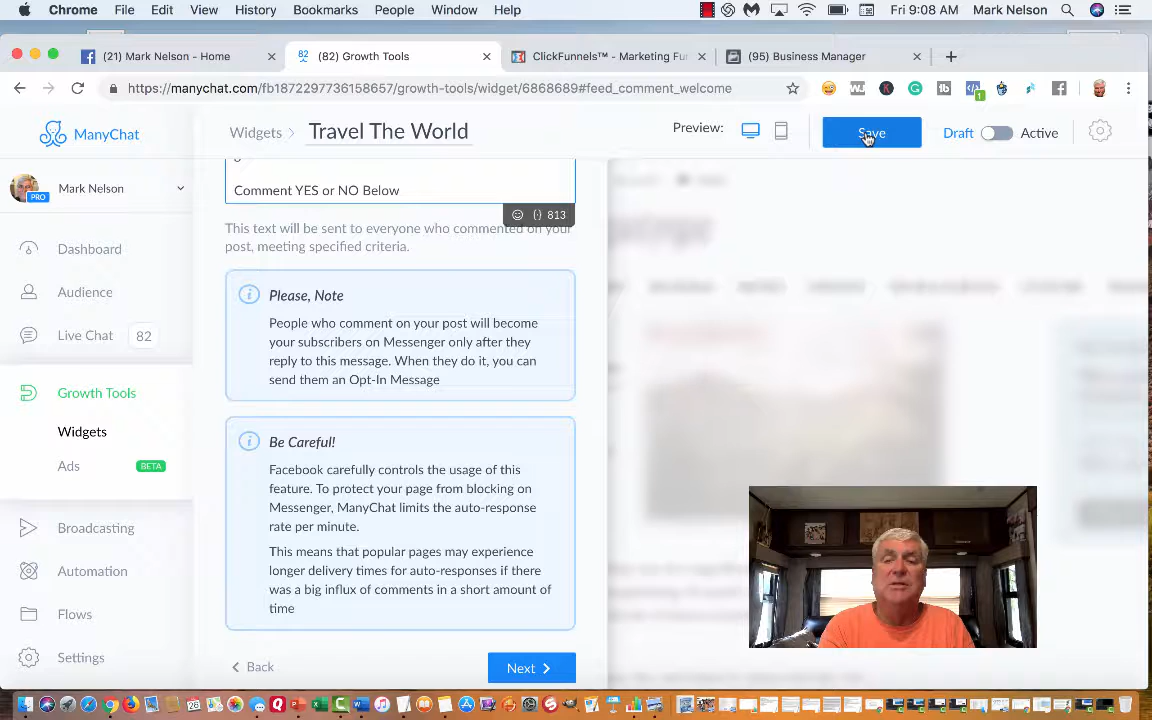 Chrome File Edit View History Bookmarks People Window Help Fri 9:08 AM Mark Nelson
(21) Mark Nelson - Home
82 (82) Growth Tools
ClickFunnels™ - Marketing Fu
(95) Business Manager
https://manychat.com/fb1872297736158657/growth-tools/widget/6868689#feed_comment_welcome
ManyChat
Widgets
Travel The World
Preview:
Save
Draft
Active
Mark Nelson
PRO
Dashboard
Audience
Live Chat 82
Growth Tools
Widgets
Ads BETA
Broadcasting
Automation
Flows
Settings
Comment YES or NO Below
813
This text will be sent to everyone who commented on your
post, meeting specified criteria.
Please, Note
People who comment on your post will become
your subscribers on Messenger only after they
reply to this message. When they do it, you can
send them an Opt-In Message
Be Careful!
Facebook carefully controls the usage of this
feature. To protect your page from blocking on
Messenger, ManyChat limits the auto-response
rate per minute.
This means that popular pages may experience
longer delivery times for auto-responses if there
was a big influx of comments in a short amount of
time
Back
Next